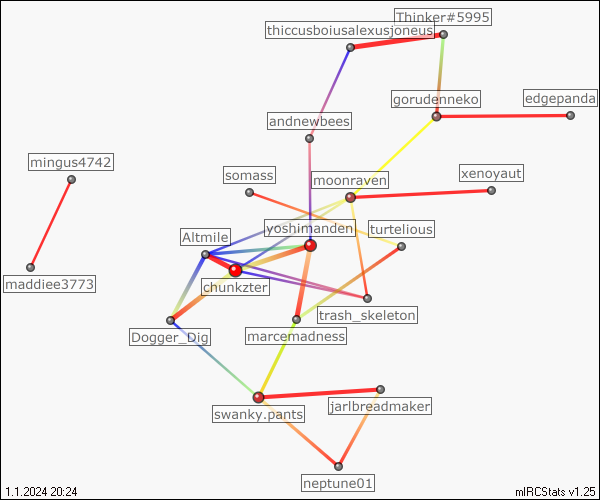 Thinker#5995
thiccusboiusalexusjoneus
gorudenneko
edgepanda
andnewbees
mingus4742
somass
moonraven
xenoyaut
yoshimanden
turtelious
Altmile
maddiee3773
chunkzter
trash_skeleton
Dogger_Dig
marcemadness
swanky.pants
jarlbreadmaker
neptune01
1.1.2024 20:24
mIRCStats v1.25